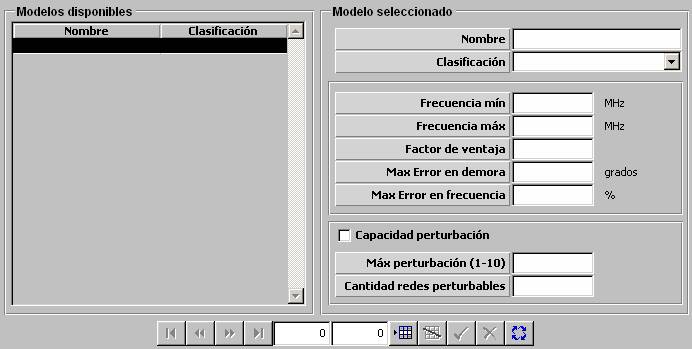 Modelos disponibles
Nombre Clasificación
Modelo seleccionado
Nombre
Clasificación
Frecuencia mín MHz
Frecuencia máx MHz
Factor de ventaja
Max Error en demora grados
Max Error en frecuencia %
Capacidad perturbación
Máx perturbación (1-10)
Cantidad redes perturbables
0 0